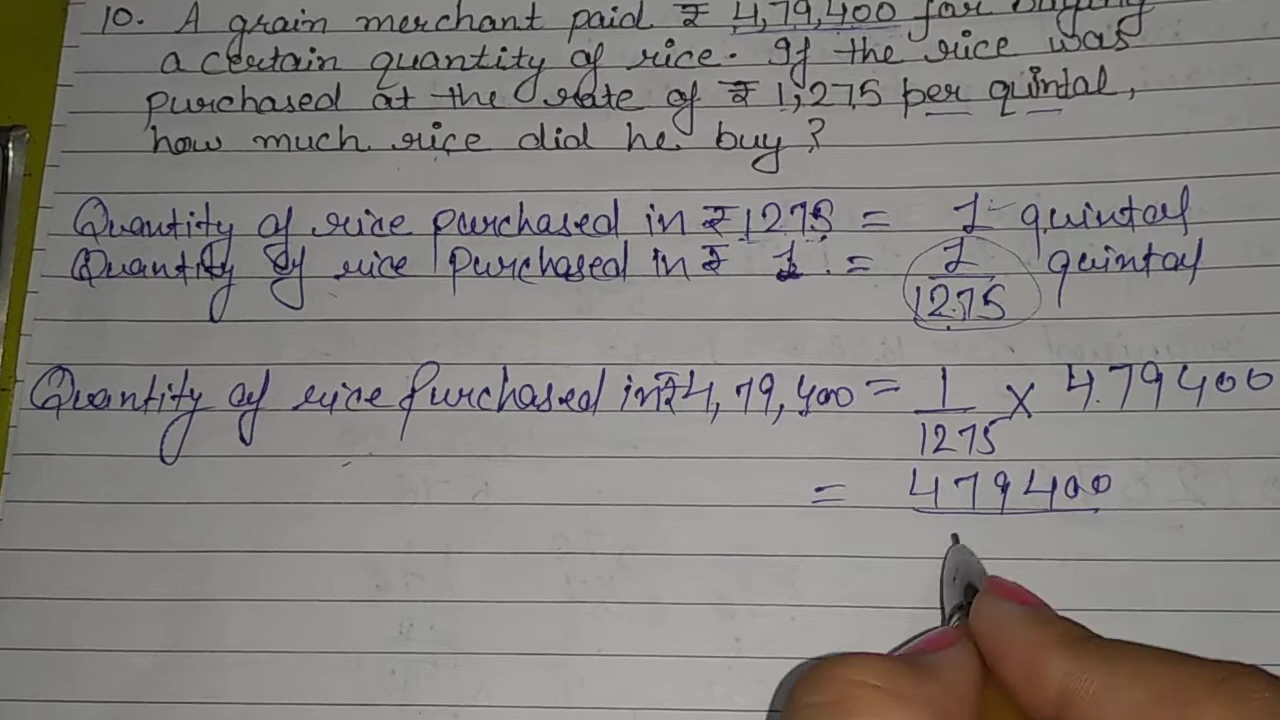 10. A grain merchant paid ₹ 4,79,400 for buying
a certain quantity of rice. If the rice was
purchased at the rate of ₹ 1,275 per quintal,
how much rice did he buy?
Quantity of rice purchased in ₹ 1275 = 1 quintal
Quantity of rice purchased in ₹ 1 = 1/1275 quintal
Quantity of rice purchased in ₹ 4,79,400 = 1/1275 × 479400
= 479400